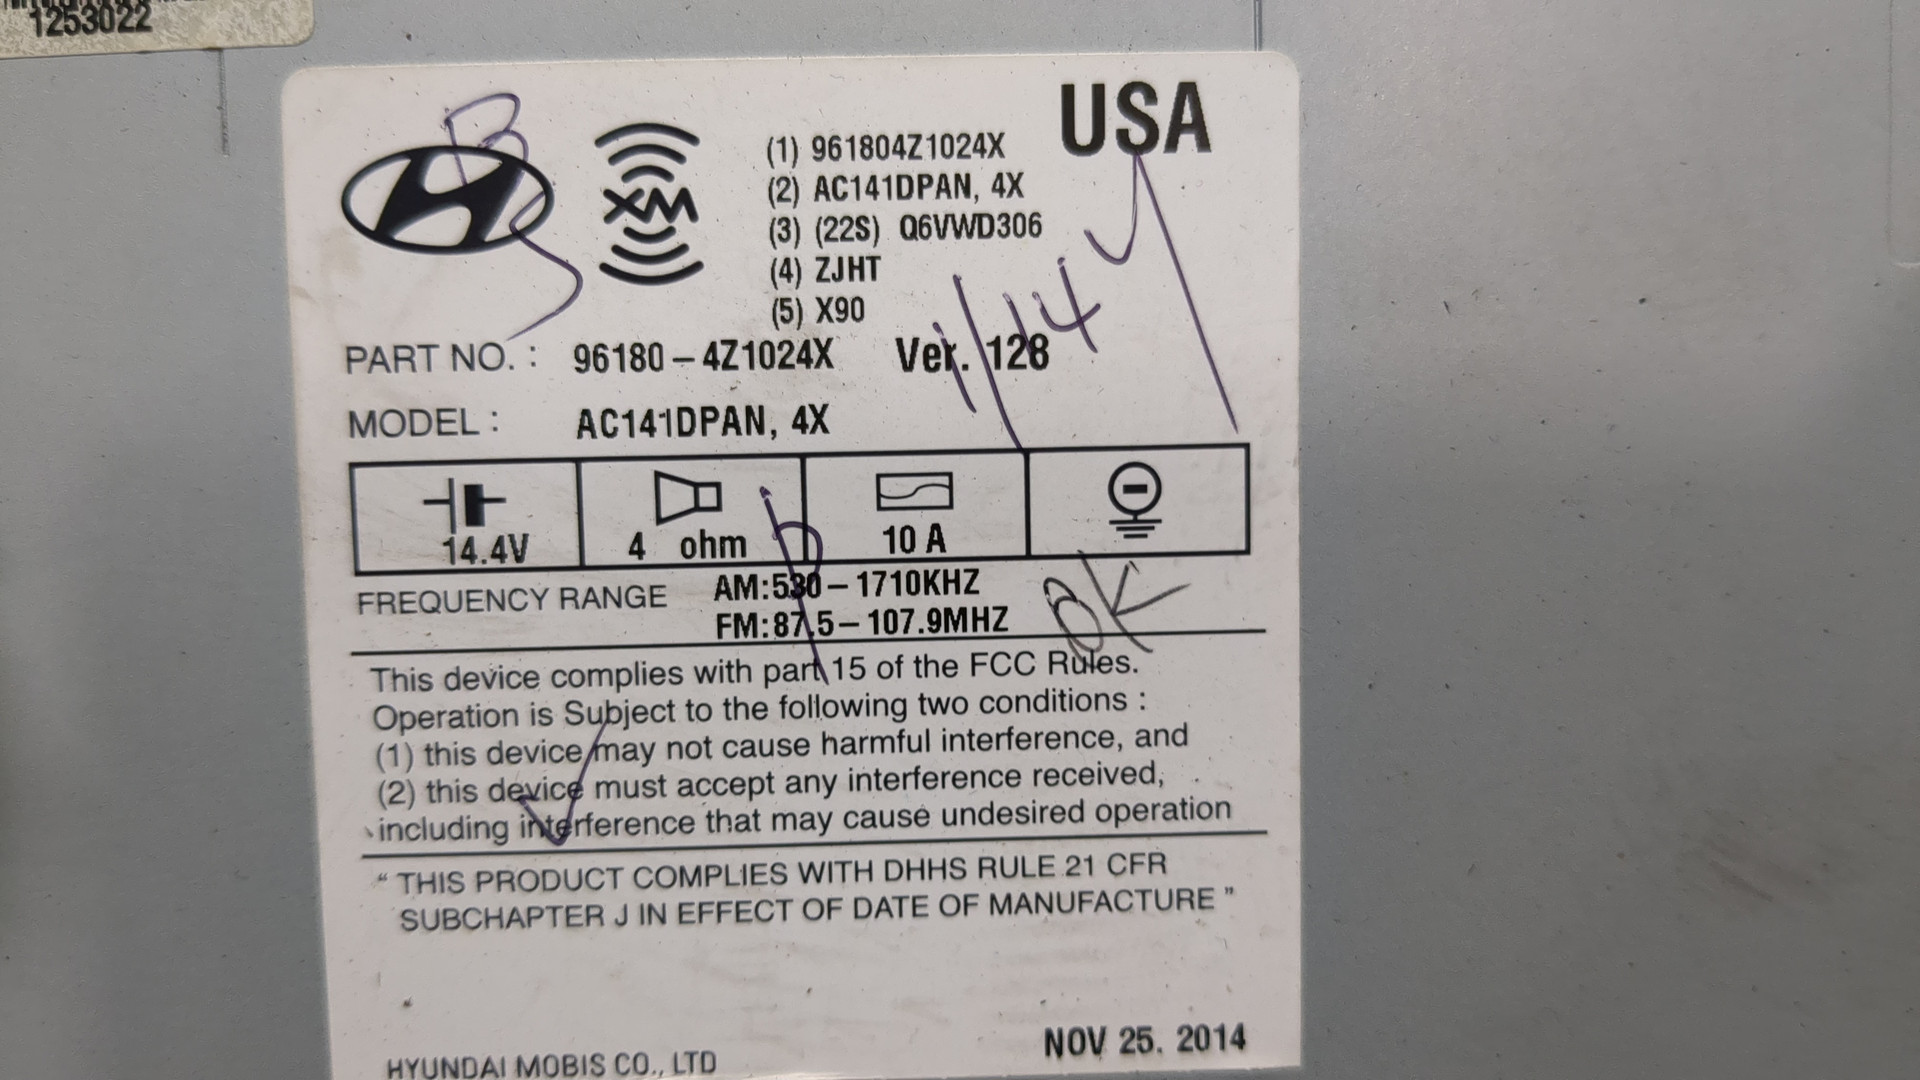 1253022
USA
XM
(1) 961804Z1024X
(2) AC141DPAN, 4X
(3) (22S) Q6VWD306
(4) ZJHT
(5) X90
PART NO. : 96180-4Z1024X Ver. 128
MODEL : AC141DPAN, 4X
14.4V 4 ohm 10 A
FREQUENCY RANGE AM:530-1710KHZ
FM:87.5-107.9MHZ
OK
This device complies with part 15 of the FCC Rules.
Operation is Subject to the following two conditions :
(1) this device may not cause harmful interference, and
(2) this device must accept any interference received,
including interference that may cause undesired operation
“ THIS PRODUCT COMPLIES WITH DHHS RULE 21 CFR
SUBCHAPTER J IN EFFECT OF DATE OF MANUFACTURE ”
NOV 25. 2014
HYUNDAI MOBIS CO., LTD